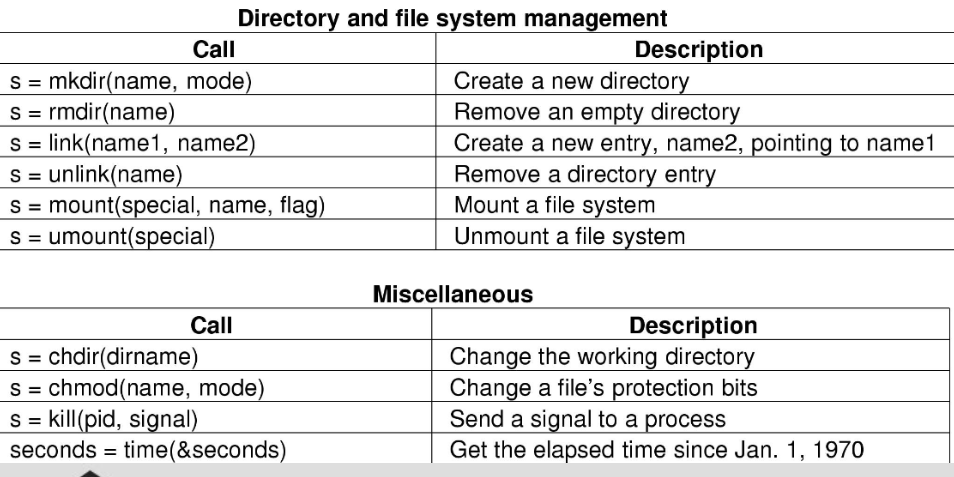 Directory and file system management
Call Description
s = mkdir(name, mode) Create a new directory
s = rmdir(name) Remove an empty directory
s = link(name1, name2) Create a new entry, name2, pointing to name1
s = unlink(name) Remove a directory entry
s = mount(special, name, flag) Mount a file system
s = umount(special) Unmount a file system
Miscellaneous
Call Description
s = chdir(dirname) Change the working directory
s = chmod(name, mode) Change a file's protection bits
s = kill(pid, signal) Send a signal to a process
seconds = time(&seconds) Get the elapsed time since Jan. 1, 1970